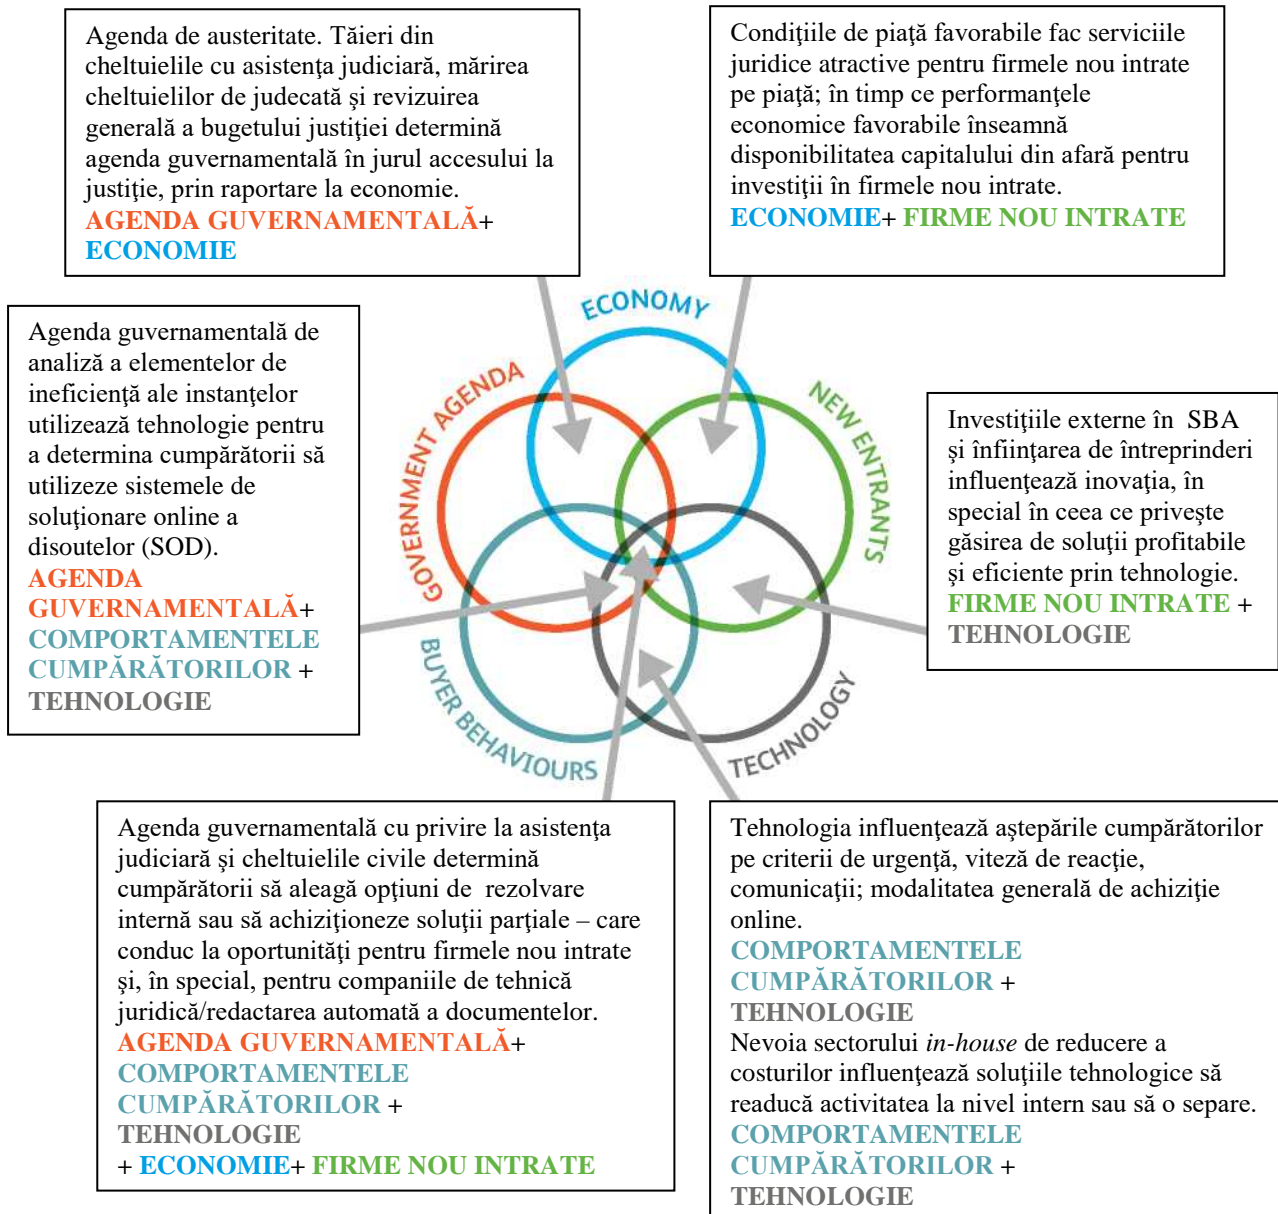 Agenda de austeritate. Tăieri din
cheltuielile cu asistenţa judiciară, mărirea
cheltuielilor de judecată şi revizuirea
generală a bugetului justiţiei determină
agenda guvernamentală în jurul accesului la
justiţie, prin raportare la economie.
AGENDA GUVERNAMENTALĂ+
ECONOMIE
Condiţiile de piaţă favorabile fac serviciile
juridice atractive pentru firmele nou intrate
pe piaţă; în timp ce performanţele
economice favorabile înseamnă
disponibilitatea capitalului din afară pentru
investiţii în firmele nou intrate.
ECONOMIE+ FIRME NOU INTRATE
Agenda guvernamentală de
analiză a elementelor de
ineficienţă ale instanţelor
utilizează tehnologie pentru
a determina cumpărătorii să
utilizeze sistemele de
soluţionare online a
disoutelor (SOD).
AGENDA
GUVERNAMENTALĂ+
COMPORTAMENTELE
CUMPĂRĂTORILOR +
TEHNOLOGIE
ECONOMY
GOVERNMENT AGENDA
NEW ENTRANTS
BUYER BEHAVIOURS
TECHNOLOGY
Investiţiile externe în SBA
şi înfiinţarea de întreprinderi
influenţează inovaţia, în
special în ceea ce priveşte
găsirea de soluţii profitabile
şi eficiente prin tehnologie.
FIRME NOU INTRATE +
TEHNOLOGIE
Agenda guvernamentală cu privire la asistenţa
judiciară şi cheltuielile civile determină
cumpărătorii să aleagă opţiuni de rezolvare
internă sau să achiziţioneze soluţii parţiale – care
conduc la oportunităţi pentru firmele nou intrate
şi, în special, pentru companiile de tehnică
juridică/redactarea automată a documentelor.
AGENDA GUVERNAMENTALĂ+
COMPORTAMENTELE
CUMPĂRĂTORILOR +
TEHNOLOGIE
+ ECONOMIE+ FIRME NOU INTRATE
Tehnologia influenţează aştepările cumpărătorilor
pe criterii de urgenţă, viteză de reacţie,
comunicaţii; modalitatea generală de achiziţie
online.
COMPORTAMENTELE
CUMPĂRĂTORILOR +
TEHNOLOGIE
Nevoia sectorului in-house de reducere a
costurilor influenţează soluţiile tehnologice să
readucă activitatea la nivel intern sau să o separe.
COMPORTAMENTELE
CUMPĂRĂTORILOR +
TEHNOLOGIE